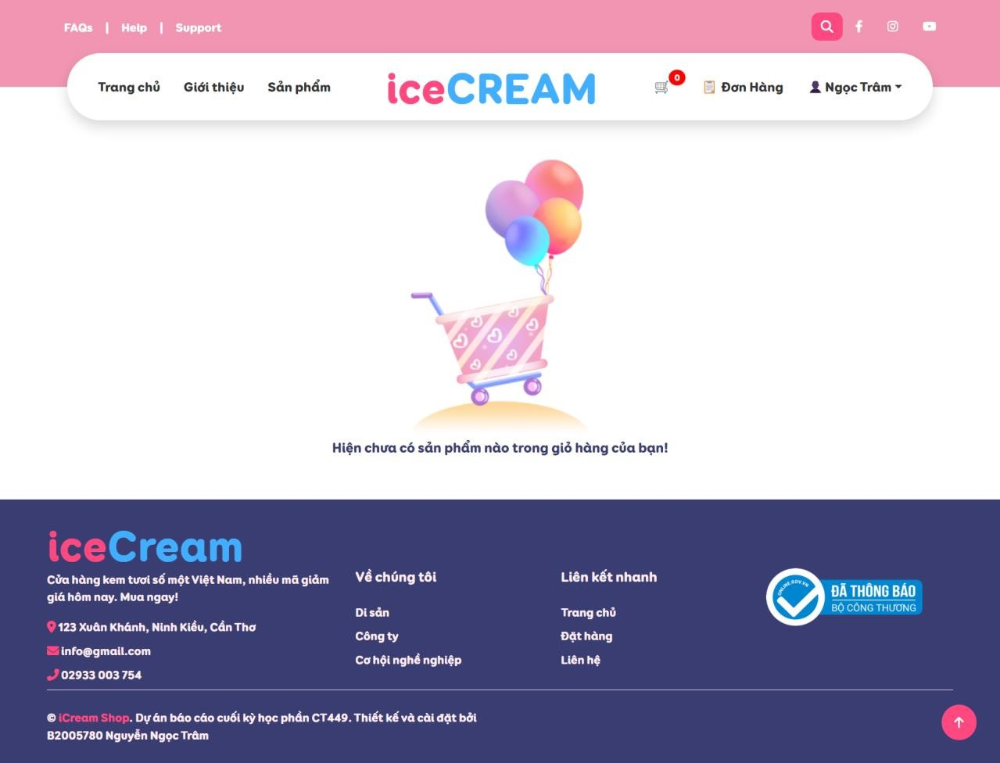 FAQs | Help | Support
Trang chủ Giới thiệu Sản phẩm iceCREAM 0 Đơn Hàng Ngọc Trâm
Hiện chưa có sản phẩm nào trong giỏ hàng của bạn!
iceCream
Cửa hàng kem tươi số một Việt Nam, nhiều mã giảm
giá hôm nay. Mua ngay!
123 Xuân Khánh, Ninh Kiều, Cần Thơ
info@gmail.com
02933 003 754
Về chúng tôi
Di sản
Công ty
Cơ hội nghề nghiệp
Liên kết nhanh
Trang chủ
Đặt hàng
Liên hệ
ONLINE.GOV.VN
ĐÃ THÔNG BÁO
BỘ CÔNG THƯƠNG
© iCream Shop. Dự án báo cáo cuối kỳ học phần CT449. Thiết kế và cài đặt bởi
B2005780 Nguyễn Ngọc Trâm